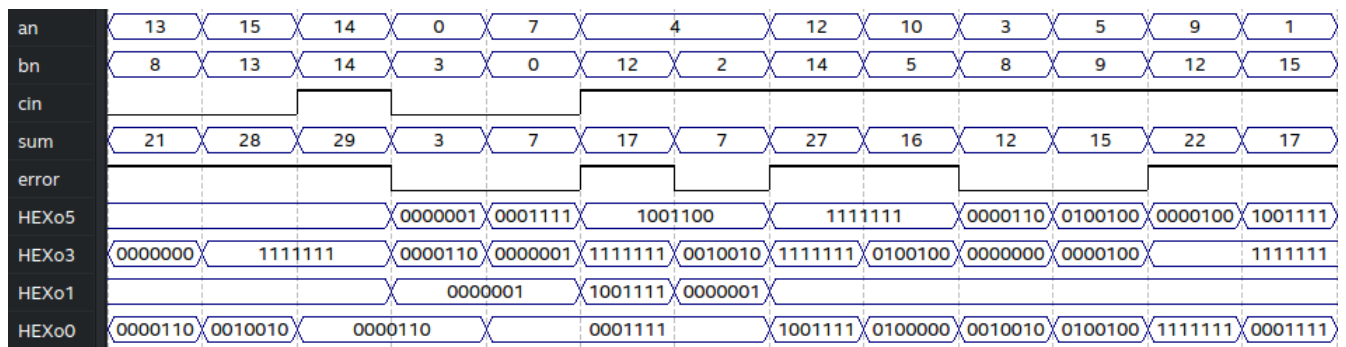 an 13 15 14 0 7 4 12 10 3 5 9 1
bn 8 13 14 3 0 12 2 14 5 8 9 12 15
cin
sum 21 28 29 3 7 17 7 27 16 12 15 22 17
error
HEXo5 0000001 0001111 1001100 1111111 0000110 0100100 0000100 1001111
HEXo3 0000000 1111111 0000110 0000001 1111111 0010010 1111111 0100100 0000000 0000100 1111111
HEXo1 0000001 1001111 0000001
HEXo0 0000110 0010010 0000110 0001111 1001111 0100000 0010010 0100100 1111111 0001111